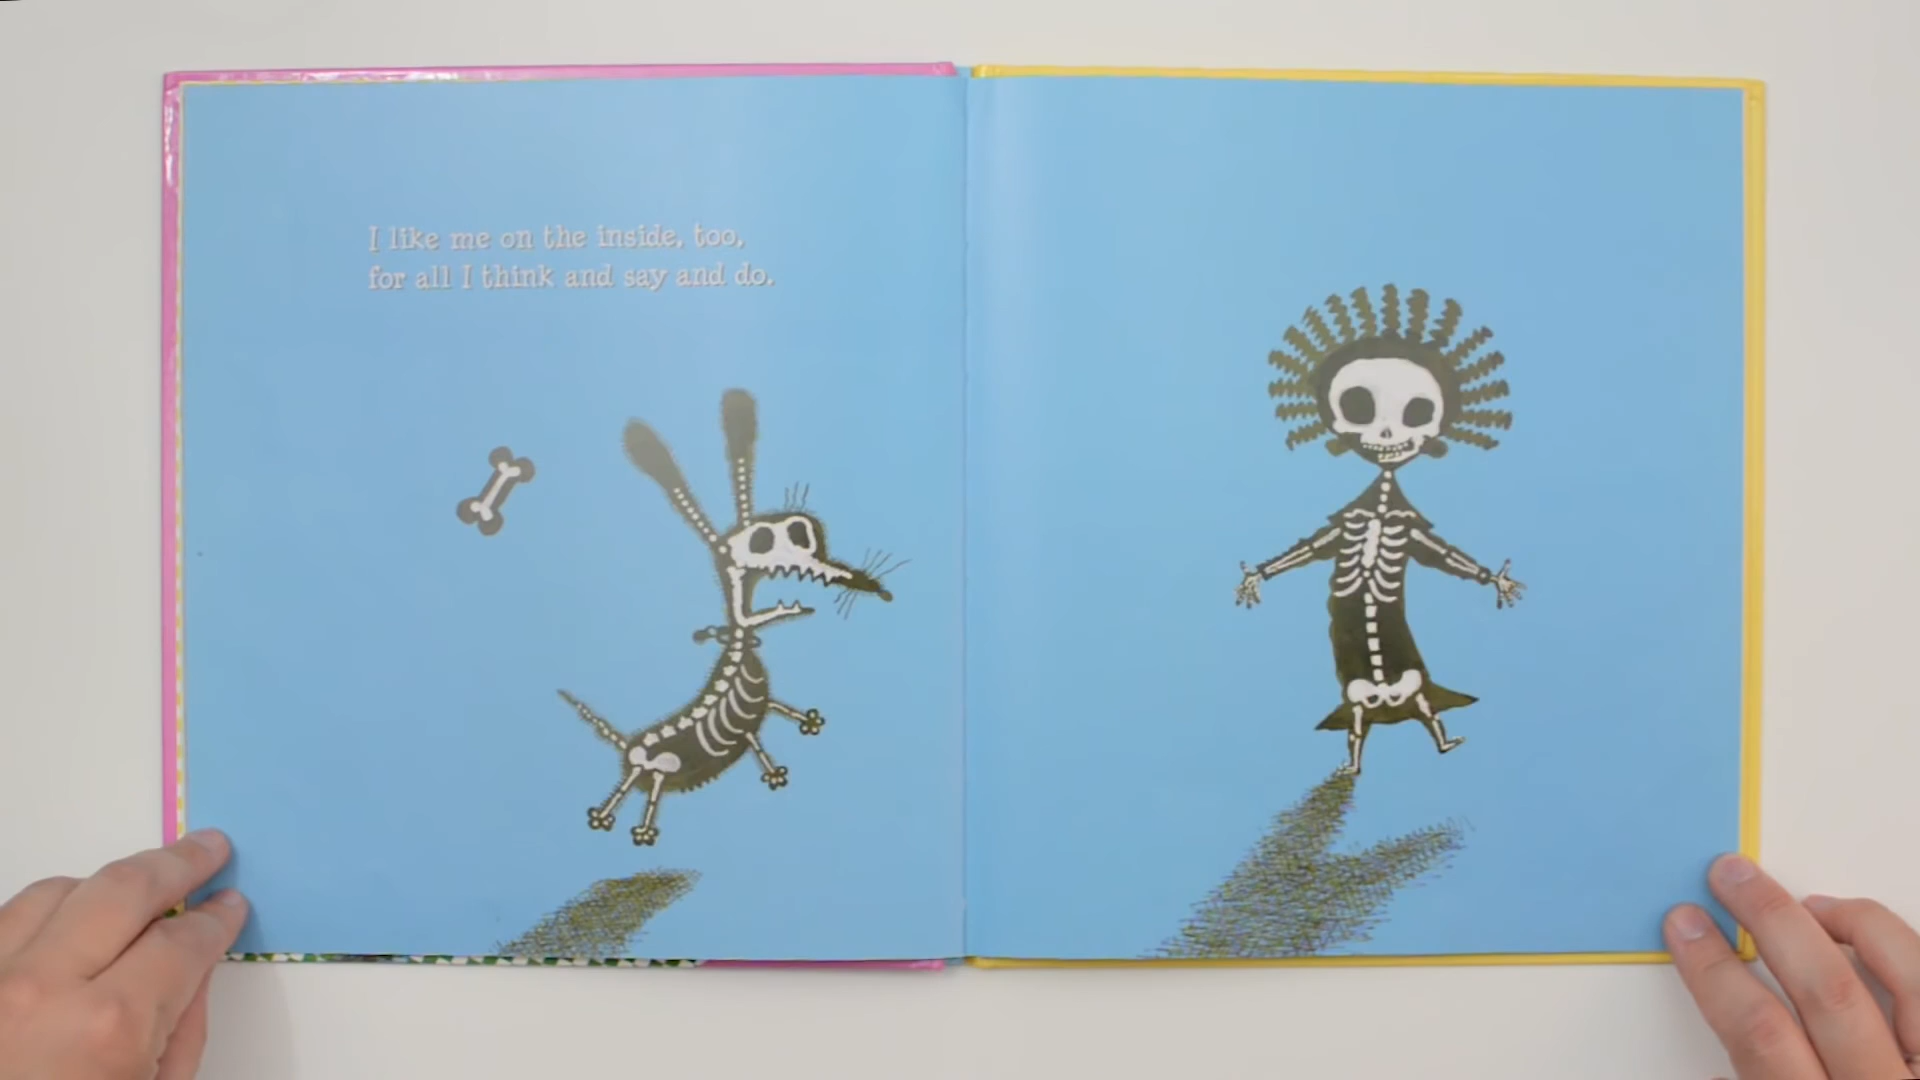 I like me on the inside, too,
for all I think and say and do.